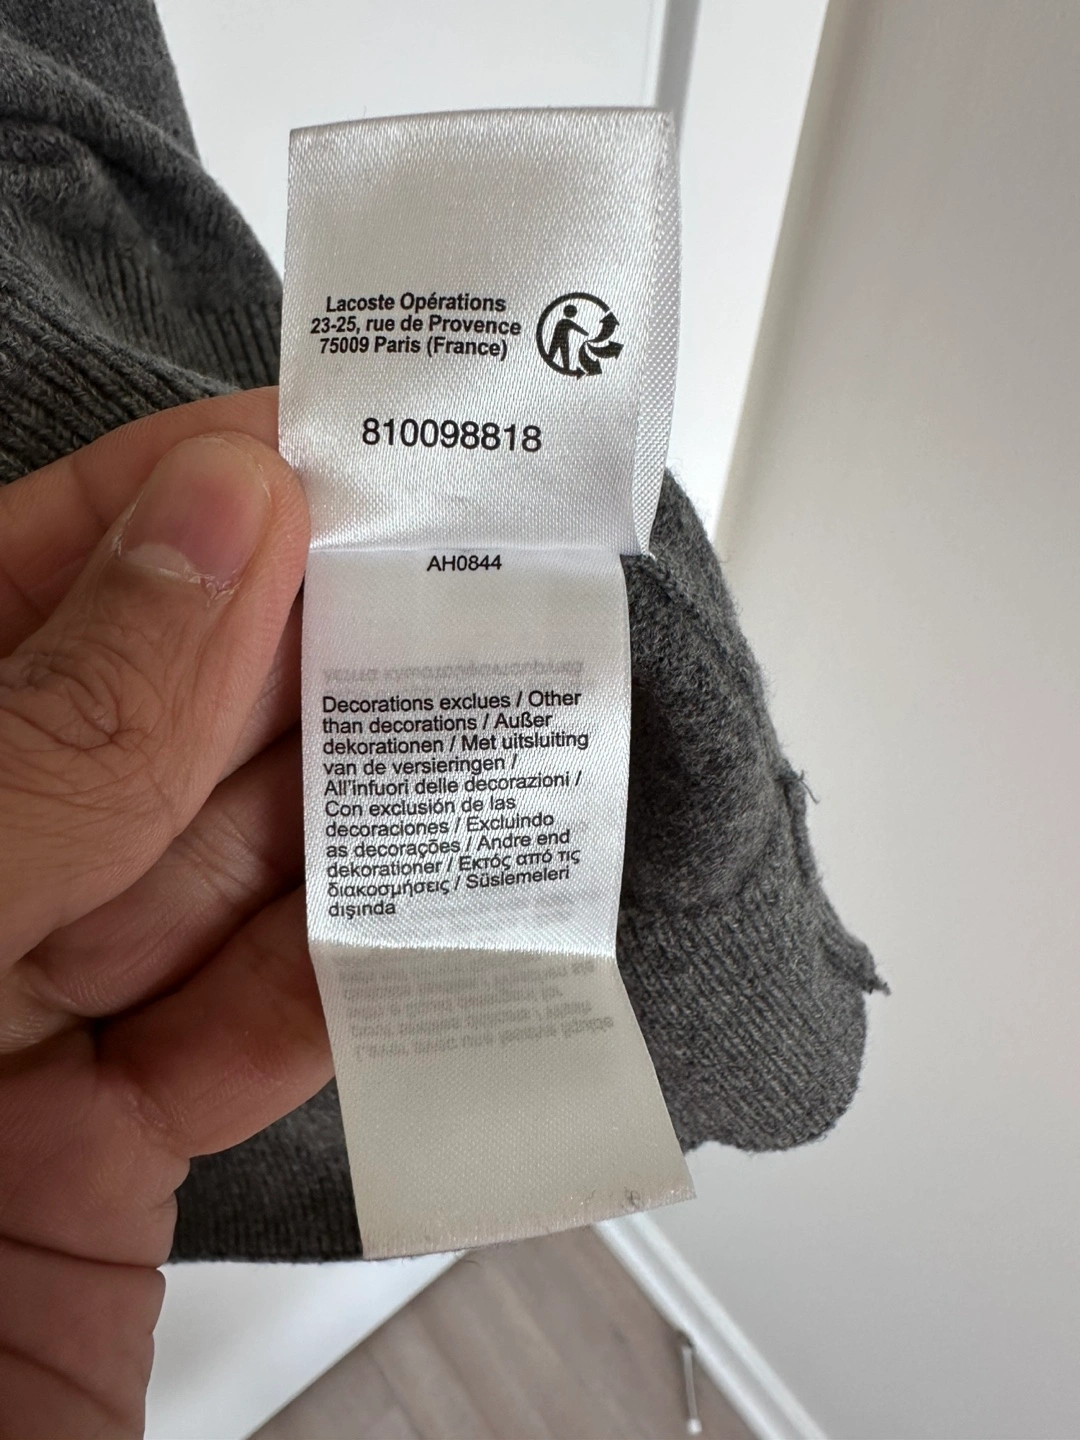 Lacoste Opérations
23-25, rue de Provence
75009 Paris (France)
810098818
AH0844
Decorations exclues / Other
than decorations / Außer
dekorationen / Met uitsluiting
van de versieringen /
All'infuori delle decorazioni /
Con exclusión de las
decoraciones / Excluindo
as decorações / Andre end
dekorationer / Εκτός από τις
διακοσμήσεις / Süslemeleri
dışında